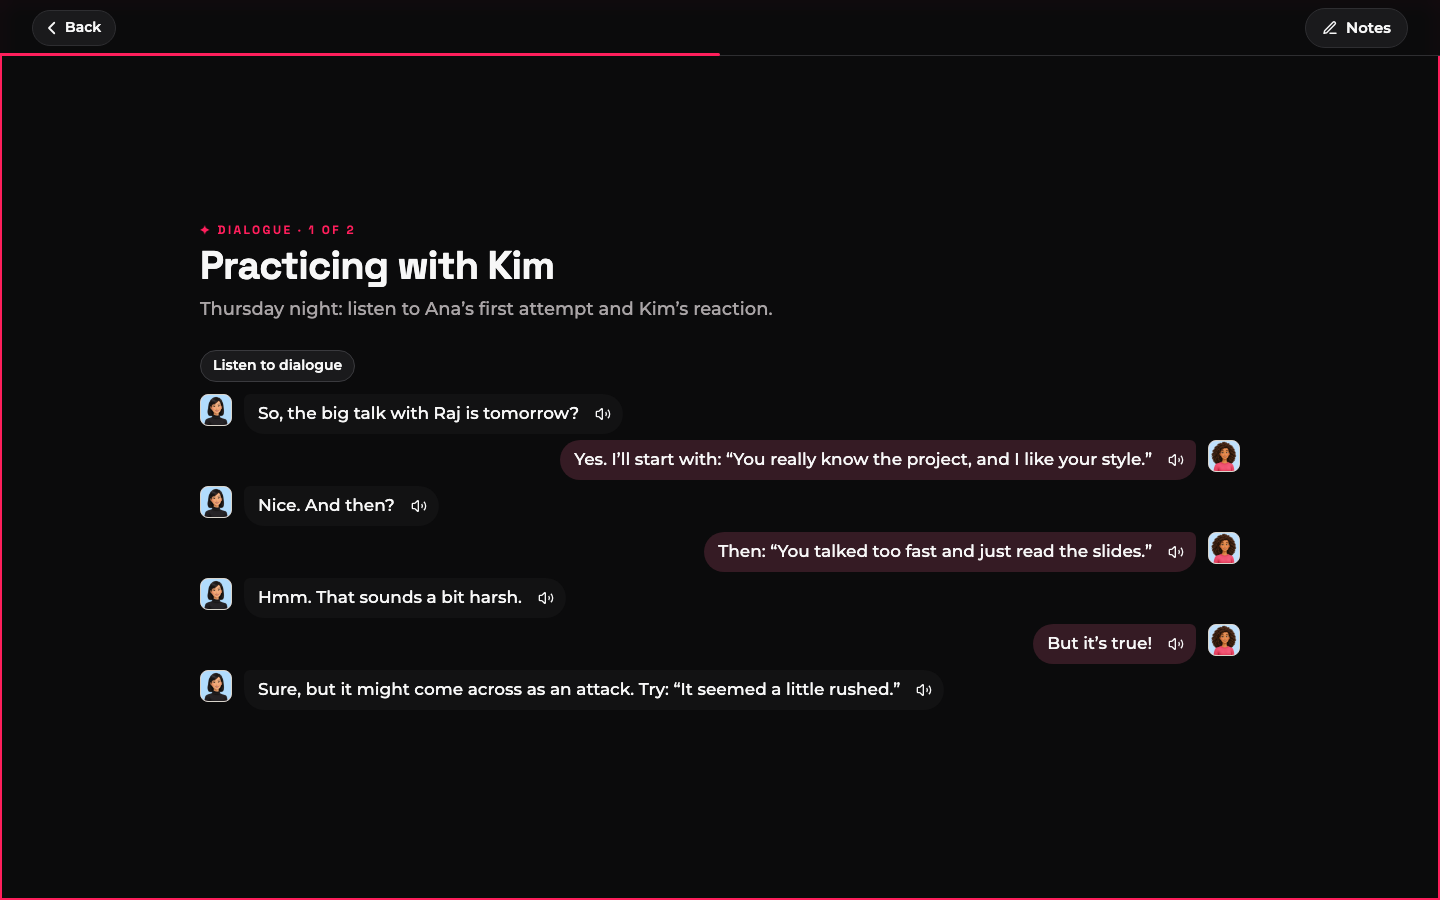 Back
Notes
DIALOGUE · 1 OF 2
Practicing with Kim
Thursday night: listen to Ana’s first attempt and Kim’s reaction.
Listen to dialogue
So, the big talk with Raj is tomorrow?
Yes. I’ll start with: “You really know the project, and I like your style.”
Nice. And then?
Then: “You talked too fast and just read the slides.”
Hmm. That sounds a bit harsh.
But it’s true!
Sure, but it might come across as an attack. Try: “It seemed a little rushed.”